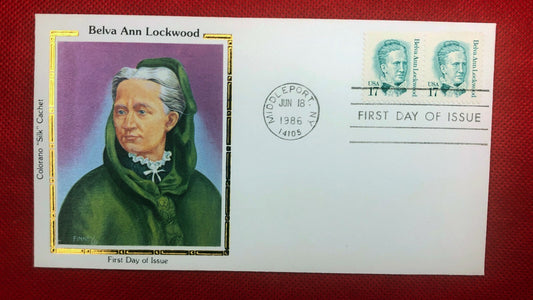 Belva Ann Lockwood
Colorano "Silk" Cachet
FINNEY
First Day of Issue
MIDDLEPORT, NY
JUN 18
1986
14105
Belva Ann Lockwood
USA
17
Belva Ann Lockwood
USA
17
FIRST DAY OF ISSUE